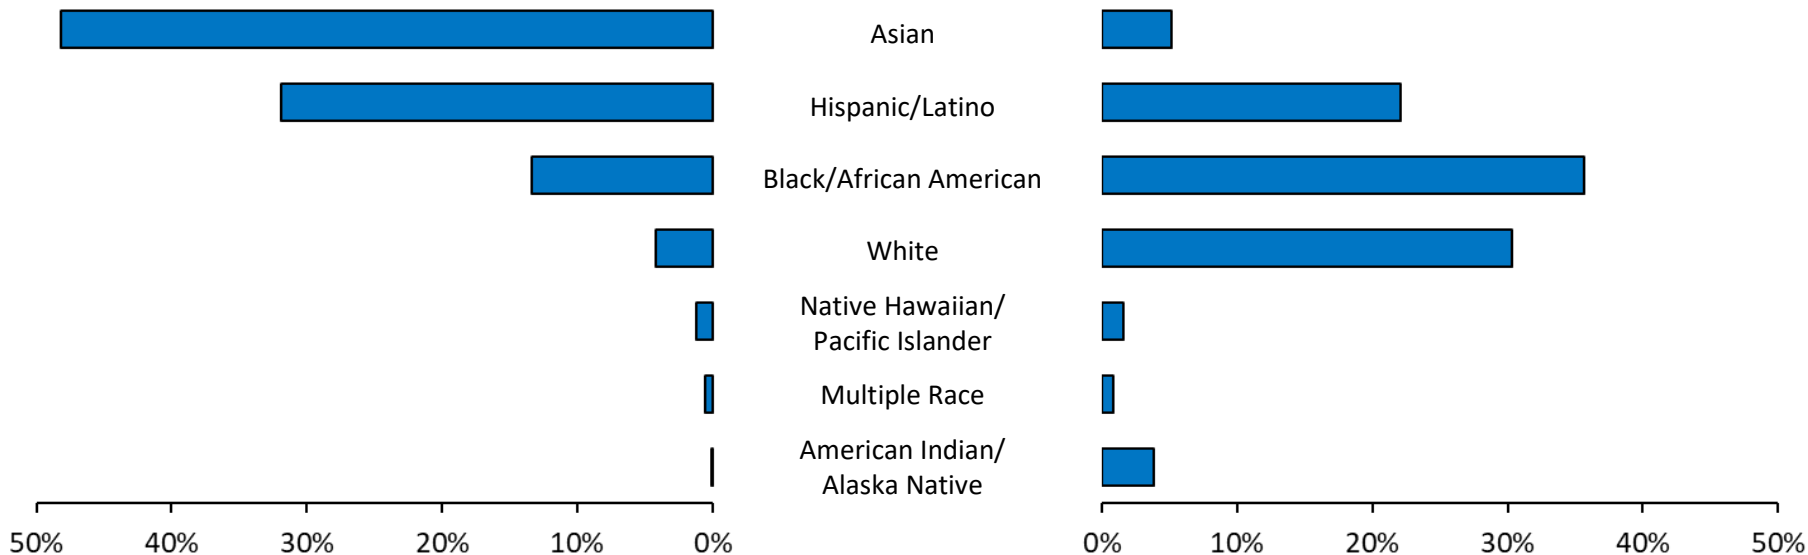 Asian
Hispanic/Latino
Black/African American
White
Native Hawaiian/
Pacific Islander
Multiple Race
American Indian/
Alaska Native
50% 40% 30% 20% 10% 0% 0% 10% 20% 30% 40% 50%